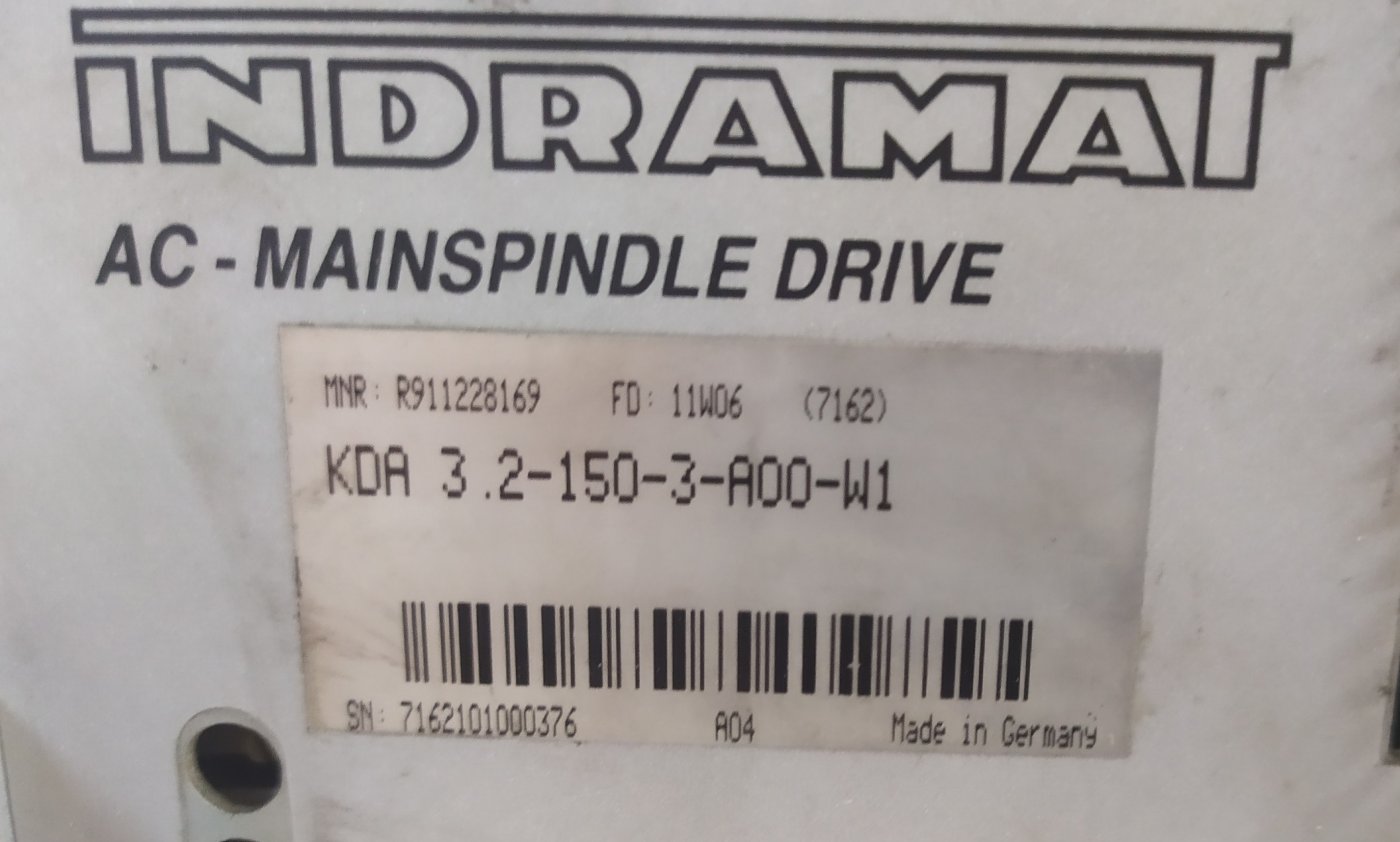 INDRAMAT
AC - MAINSPINDLE DRIVE
MNR: R911228169 FD: 11W06 (7162)
KDA 3.2-150-3-A00-W1
SN: 7162101000376 A04 Made in Germany